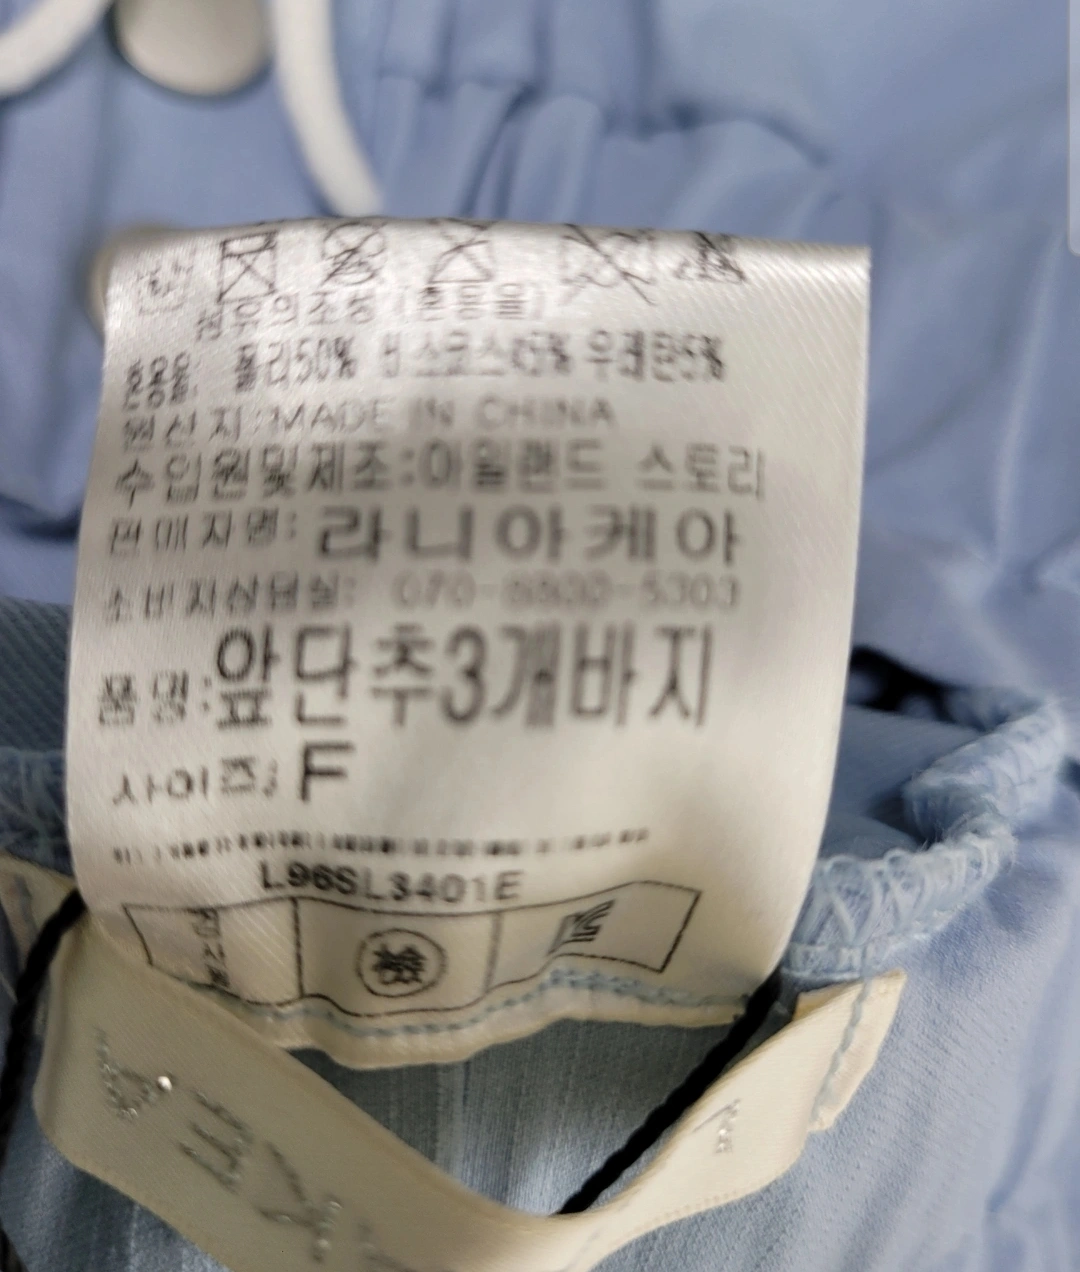 섬유의조성 (혼용율)
혼용율: 폴리50% 비스코스45% 우레탄5%
원산지:MADE IN CHINA
수입원및제조:아일랜드 스토리
판매자명: 라니아케아
소비자상담실: 070-8800-5303
품명:앞단추3개바지
사이즈: F
L96SL3401E